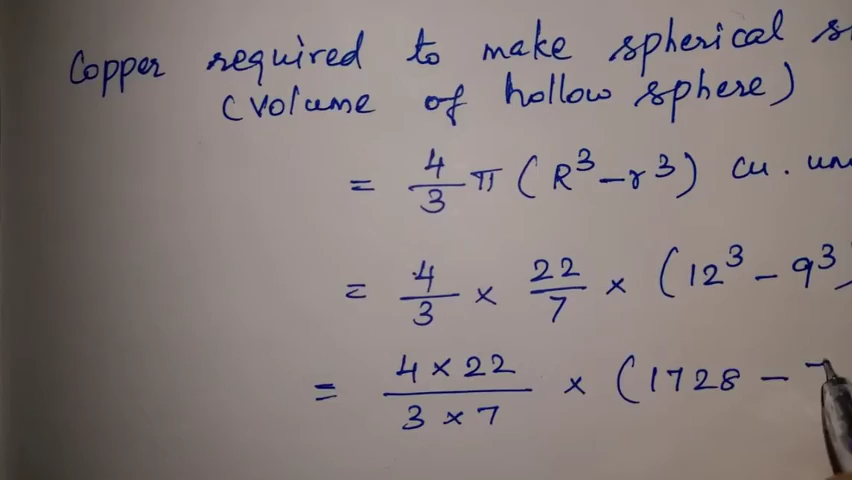 Copper required to make spherical
(Volume of hollow sphere)
= 4/3 π (R³ - r³) cu.
= 4/3 × 22/7 × (12³ - 9³)
= 4 × 22 / 3 × 7 × (1728 -